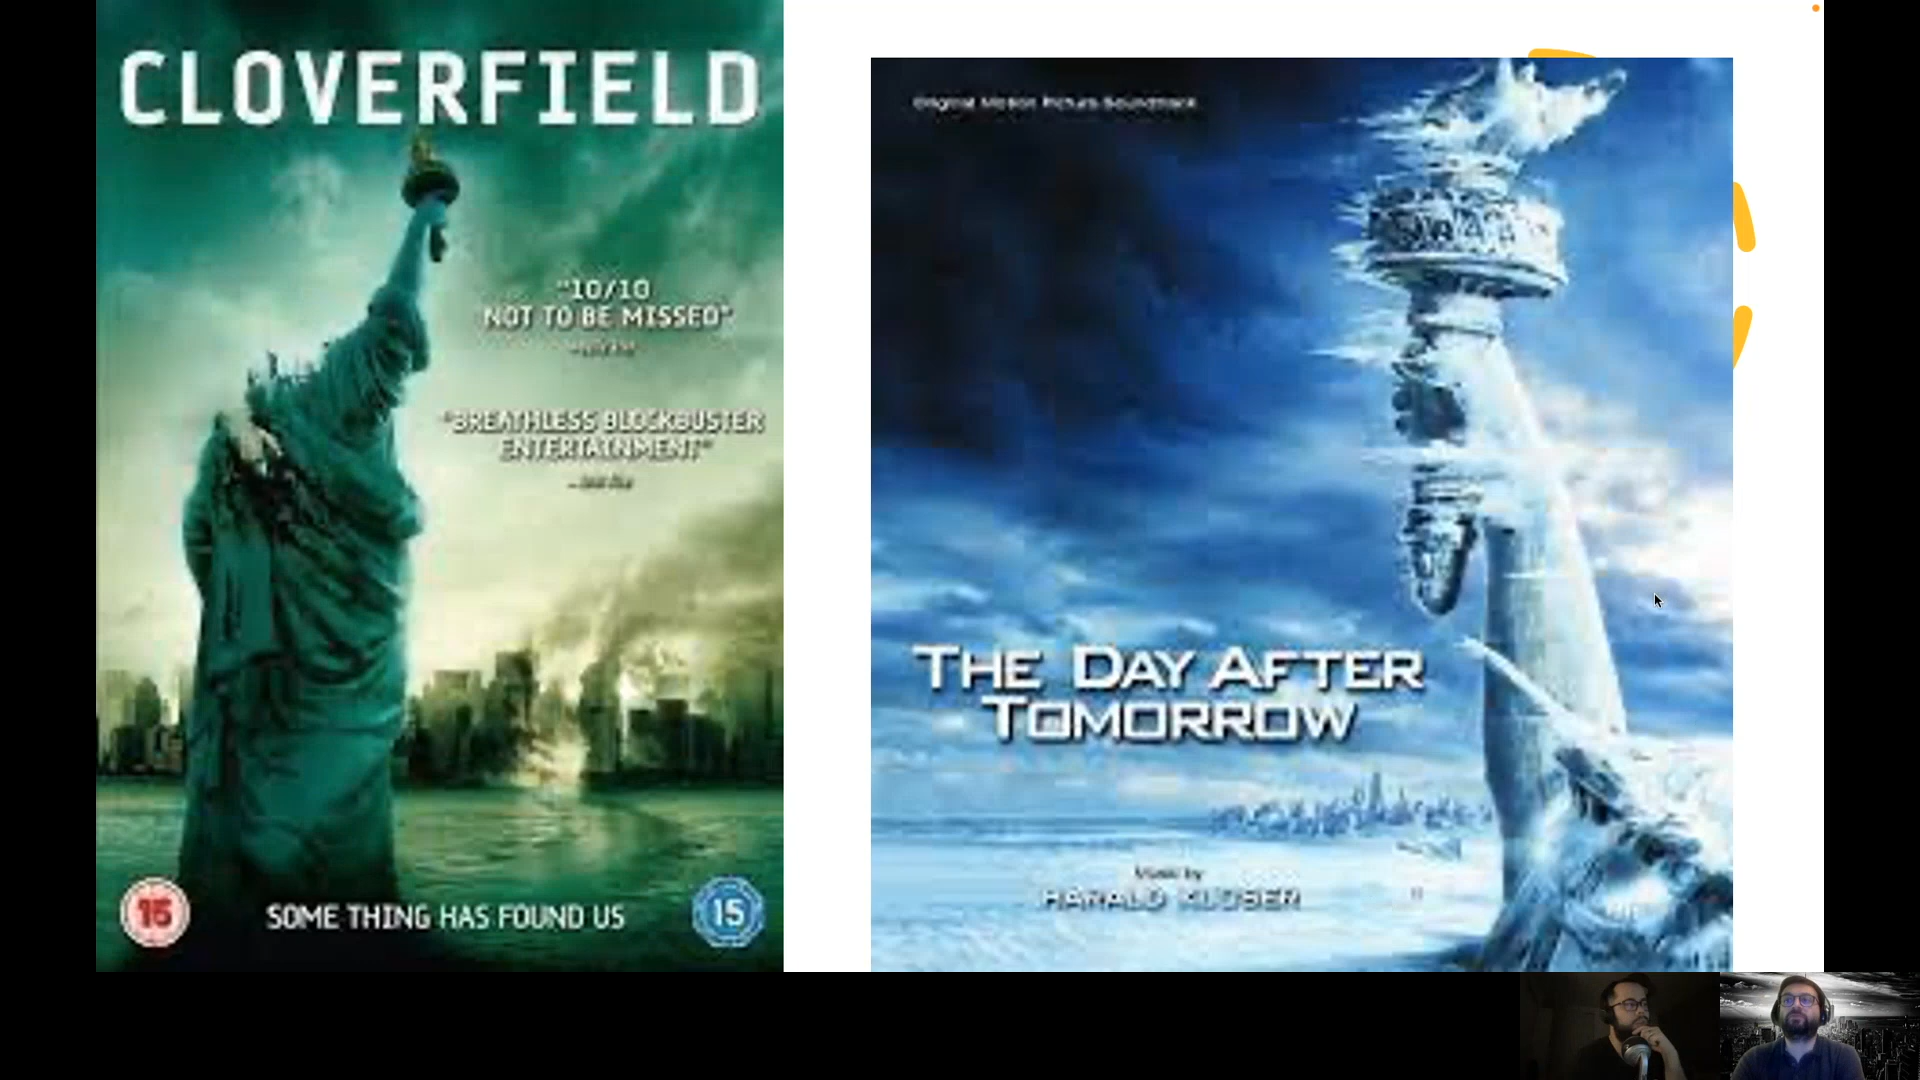 CLOVERFIELD
"10/10
NOT TO BE MISSED"
"BREATHLESS BLOCKBUSTER
ENTERTAINMENT"
15
SOME THING HAS FOUND US
15
Original Motion Picture Soundtrack
THE DAY AFTER
TOMORROW
Music by
HARALD KLOSER